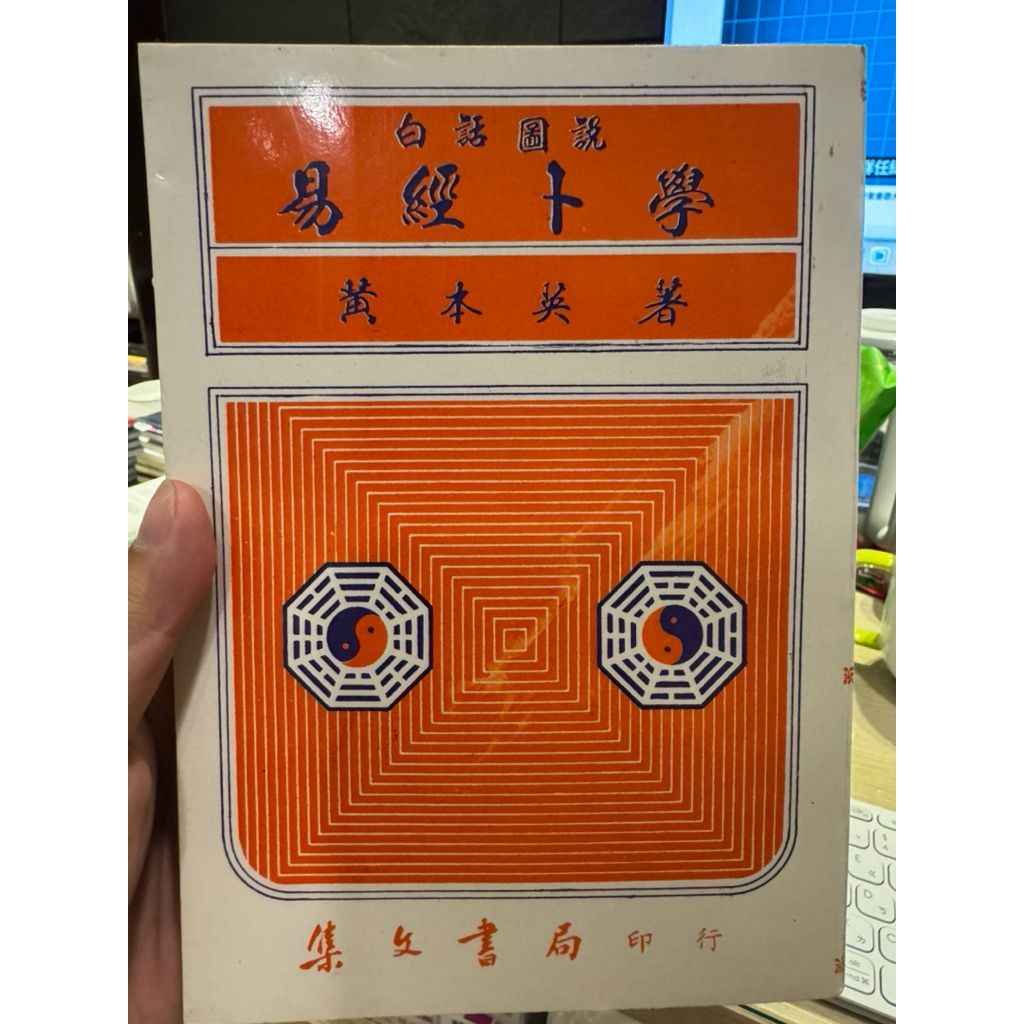 白話圖說
易經卜學
黃本英著
集文書局印行